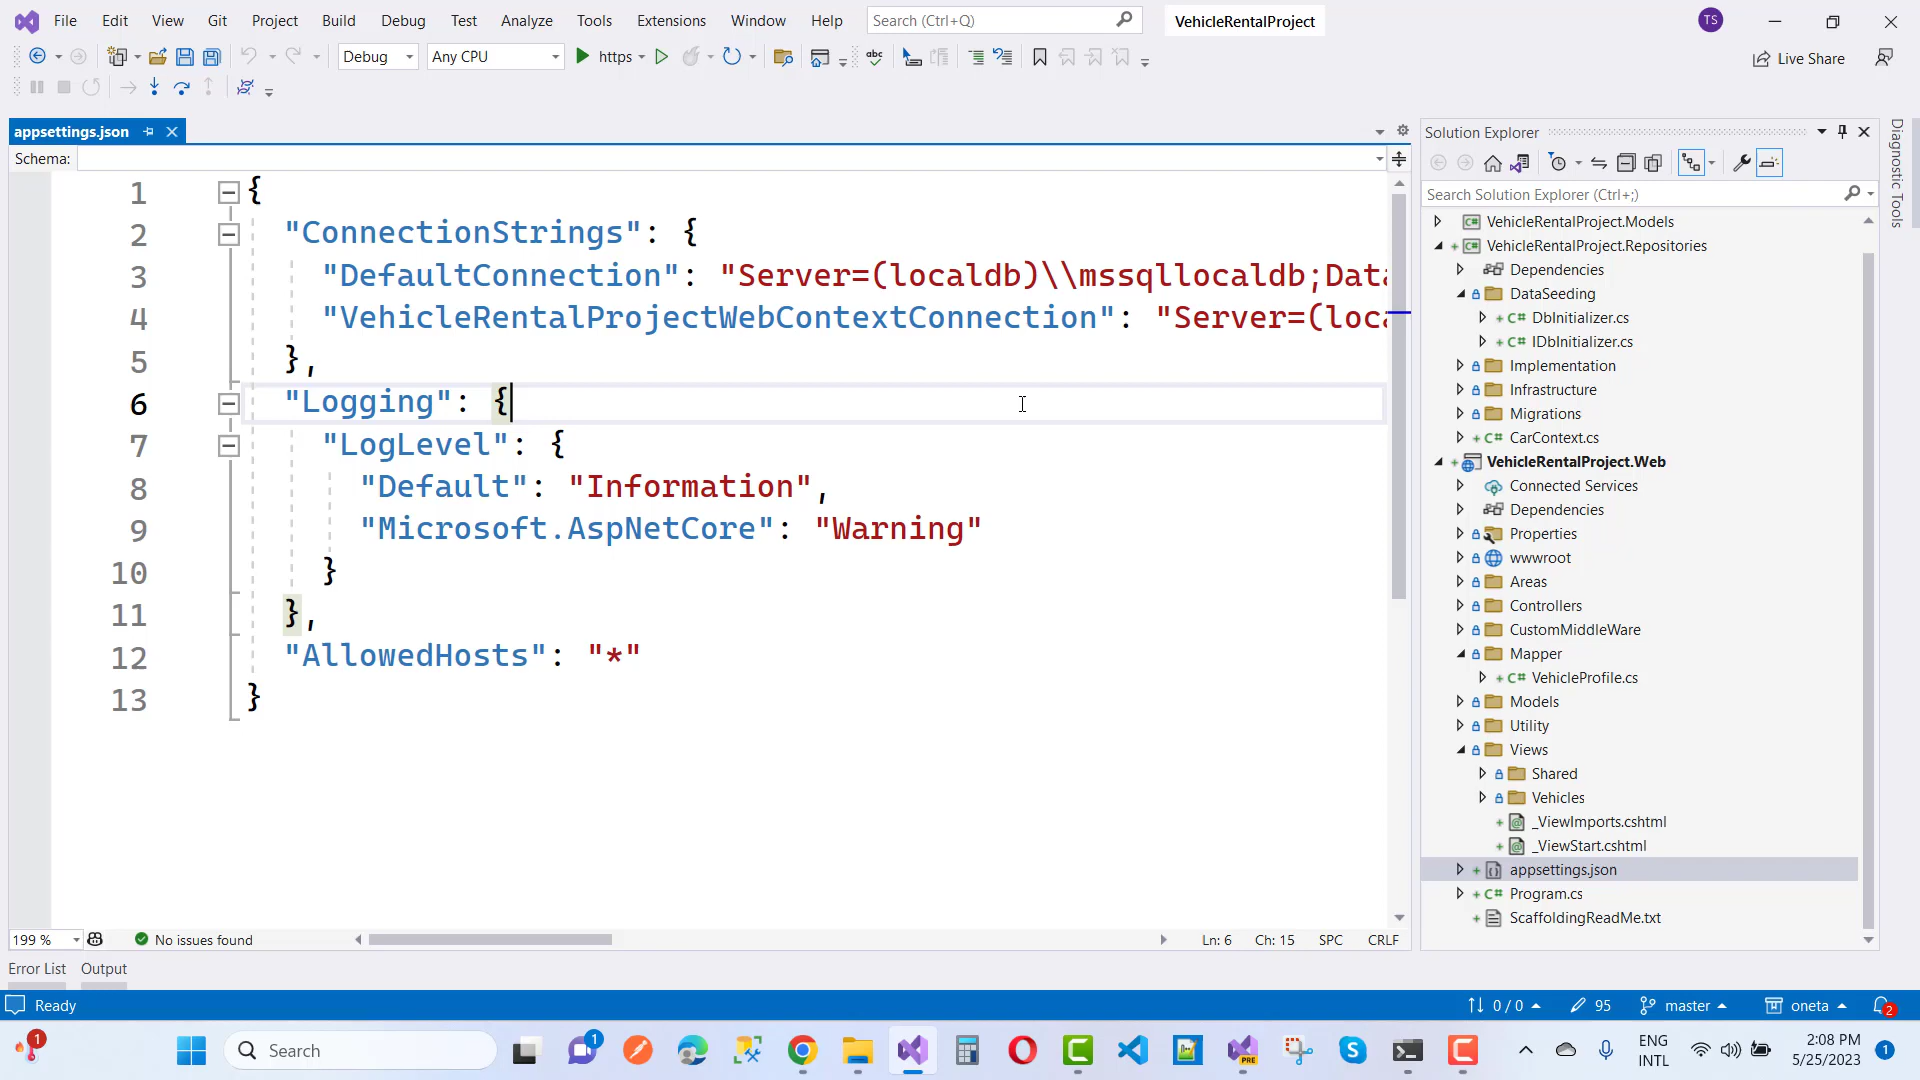 File Edit View Git Project Build Debug Test Analyze Tools Extensions Window Help Search (Ctrl+Q) VehicleRentalProject TS
Debug Any CPU https Live Share
appsettings.json
Schema:
1 {
2 "ConnectionStrings": {
3 "DefaultConnection": "Server=(localdb)\\mssqllocaldb;Data
4 "VehicleRentalProjectWebContextConnection": "Server=(loca
5 },
6 "Logging": {
7 "LogLevel": {
8 "Default": "Information",
9 "Microsoft.AspNetCore": "Warning"
10 }
11 },
12 "AllowedHosts": "*"
13 }
199 % No issues found Ln: 6 Ch: 15 SPC CRLF
Solution Explorer
Search Solution Explorer (Ctrl+;)
VehicleRentalProject.Models
VehicleRentalProject.Repositories
Dependencies
DataSeeding
C# DbInitializer.cs
C# IDbInitializer.cs
Implementation
Infrastructure
Migrations
C# CarContext.cs
VehicleRentalProject.Web
Connected Services
Dependencies
Properties
wwwroot
Areas
Controllers
CustomMiddleWare
Mapper
C# VehicleProfile.cs
Models
Utility
Views
Shared
Vehicles
_ViewImports.cshtml
_ViewStart.cshtml
appsettings.json
C# Program.cs
ScaffoldingReadMe.txt
Diagnostic Tools
Error List Output
Ready 0 / 0 95 master oneta 2
1 Search 1 PRE ENG INTL 2:08 PM 5/25/2023 1